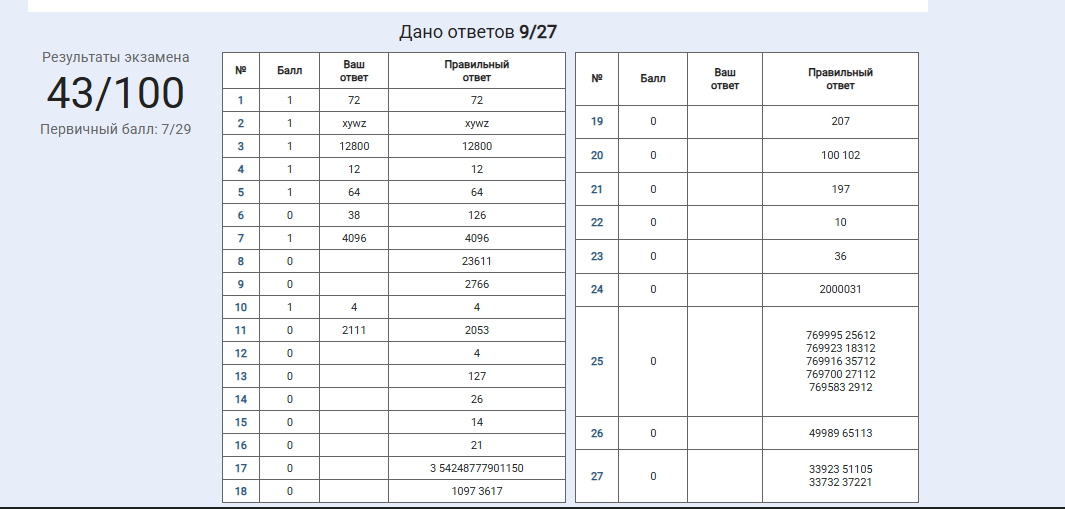 Дано ответов 9/27
Результаты экзамена
43/100
Первичный балл: 7/29
№ Балл Ваш ответ Правильный ответ
1 1 72 72
2 1 xywz xywz
3 1 12800 12800
4 1 12 12
5 1 64 64
6 0 38 126
7 1 4096 4096
8 0 23611
9 0 2766
10 1 4 4
11 0 2111 2053
12 0 4
13 0 127
14 0 26
15 0 14
16 0 21
17 0 3 54248777901150
18 0 1097 3617
№ Балл Ваш ответ Правильный ответ
19 0 207
20 0 100 102
21 0 197
22 0 10
23 0 36
24 0 2000031
25 0 769995 25612
769923 18312
769916 35712
769700 27112
769583 2912
26 0 49989 65113
27 0 33923 51105
33732 37221